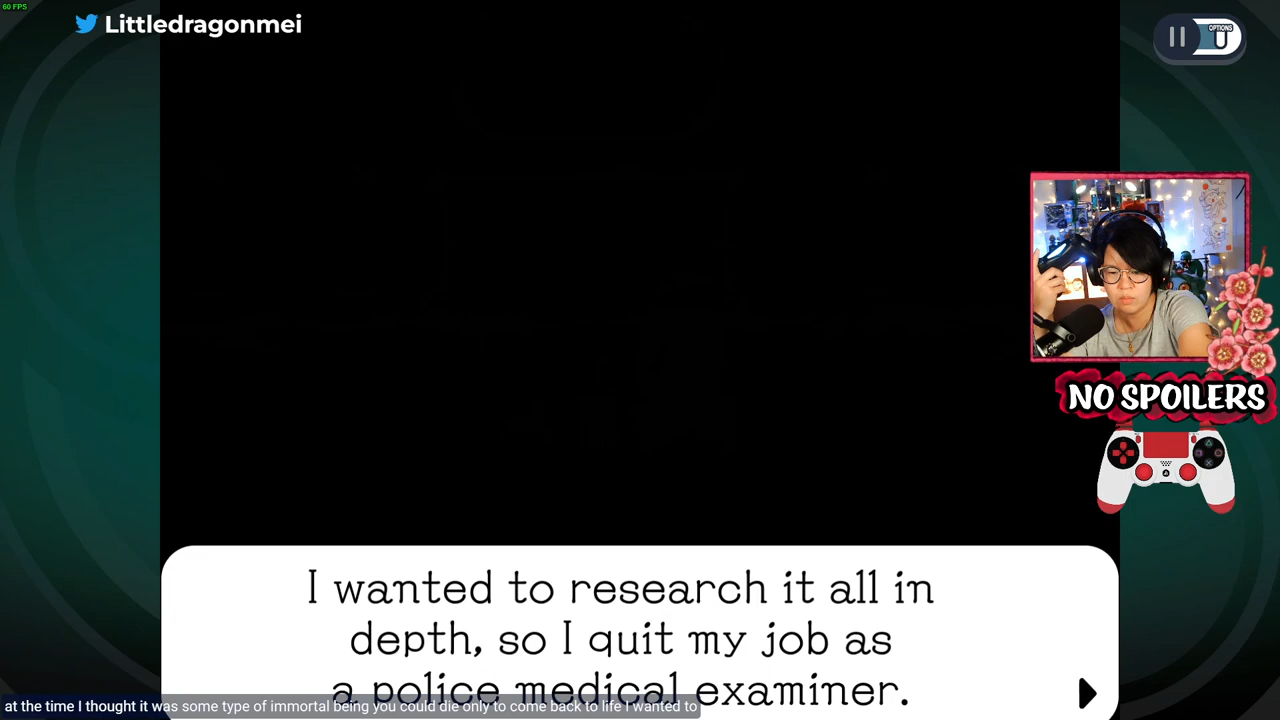 60 FPS
Littledragonmei
OPTIONS
I wanted to research it all in
depth, so I quit my job as
a police medical examiner.
NO SPOILERS
at the time I thought it was some type of immortal being you could die only to come back to life I wanted to